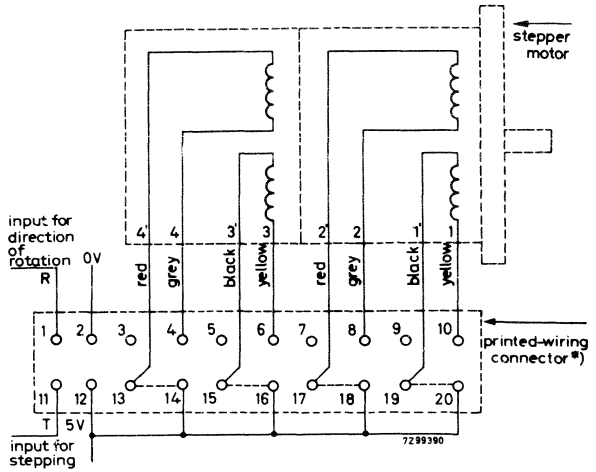 stepper
motor
4' 4 3' 3 2' 2 1' 1
red grey black yellow red grey black yellow
input for
direction
of
rotation
R
0V
1 2 3 4 5 6 7 8 9 10
printed-wiring
connector*)
11 12 13 14 15 16 17 18 19 20
T 5V
7Z99390
input for
stepping